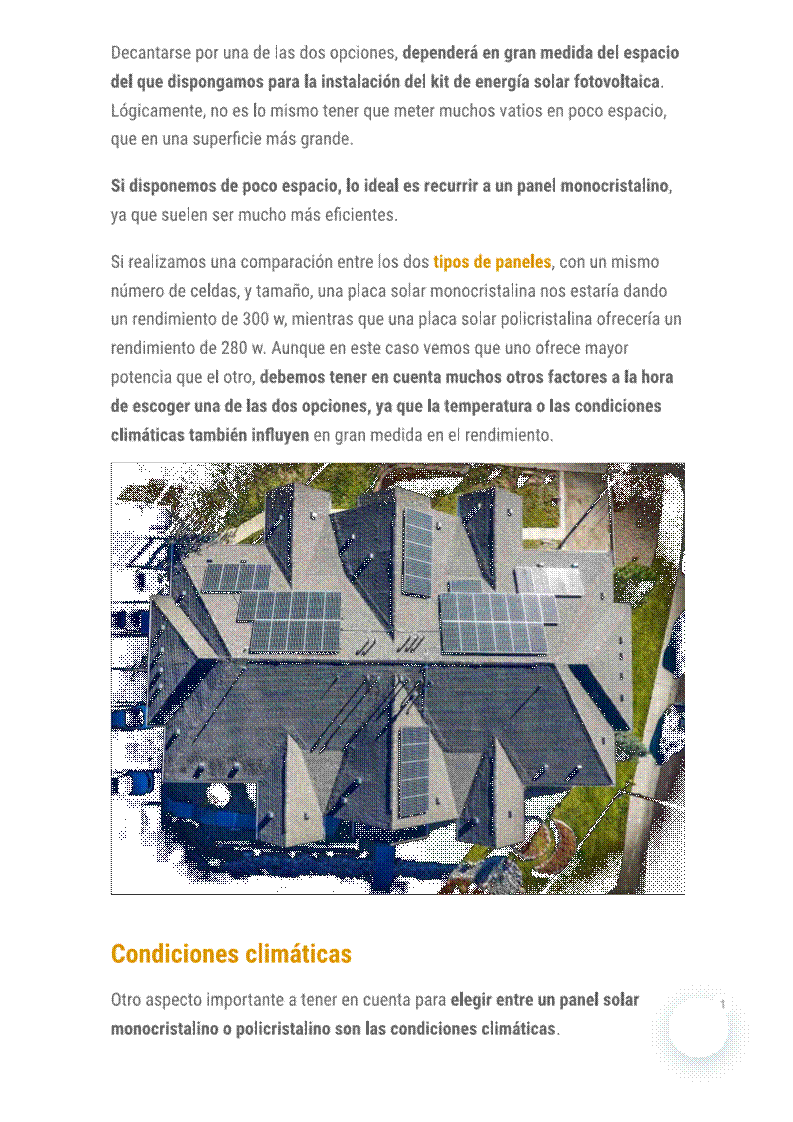 Decantarse por una de las dos opciones, dependerá en gran medida del espacio
del que dispongamos para la instalación del kit de energía solar fotovoltaica.
Lógicamente, no es lo mismo tener que meter muchos vatios en poco espacio,
que en una superficie más grande.
Si disponemos de poco espacio, lo ideal es recurrir a un panel monocristalino,
ya que suelen ser mucho más eficientes.
Si realizamos una comparación entre los dos tipos de paneles, con un mismo
número de celdas, y tamaño, una placa solar monocristalina nos estaría dando
un rendimiento de 300 w, mientras que una placa solar policristalina ofrecería un
rendimiento de 280 w. Aunque en este caso vemos que uno ofrece mayor
potencia que el otro, debemos tener en cuenta muchos otros factores a la hora
de escoger una de las dos opciones, ya que la temperatura o las condiciones
climáticas también influyen en gran medida en el rendimiento.
Condiciones climáticas
Otro aspecto importante a tener en cuenta para elegir entre un panel solar
monocristalino o policristalino son las condiciones climáticas.
1